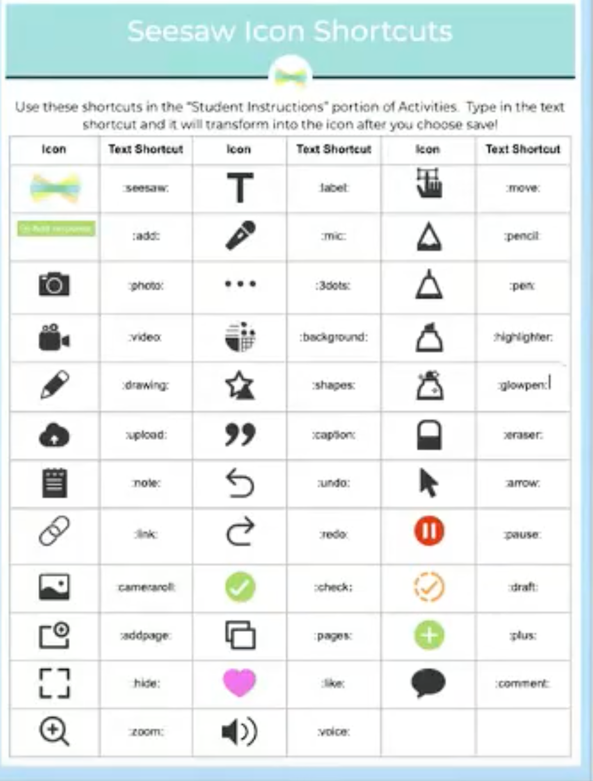 Seesaw Icon Shortcuts
Use these shortcuts in the "Student Instructions" portion of Activities. Type in the text
shortcut and it will transform into the icon after you choose save!
Icon Text Shortcut Icon Text Shortcut Icon Text Shortcut
:seesaw: T :label: :move:
:add: :mic: :pencil:
:photo: :3dots: :pen:
:video: :background: :highlighter:
:drawing: :shapes: :glowpen:
:upload: :caption: :eraser:
:note: :undo: :arrow:
:link: :redo: :pause:
:cameraroll: :check: :draft:
:addpage: :pages: :plus:
:hide: :like: :comment:
:zoom: :voice: